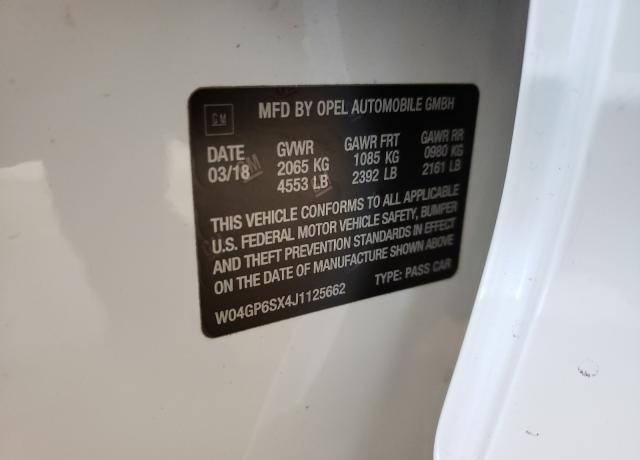 GM
MFD BY OPEL AUTOMOBILE GMBH
DATE GVWR GAWR FRT GAWR RR
03/18 2065 KG 1085 KG 0980 KG
4553 LB 2392 LB 2161 LB
THIS VEHICLE CONFORMS TO ALL APPLICABLE
U.S. FEDERAL MOTOR VEHICLE SAFETY, BUMPER
AND THEFT PREVENTION STANDARDS IN EFFECT
ON THE DATE OF MANUFACTURE SHOWN ABOVE
W04GP6SX4J1125662 TYPE: PASS CAR